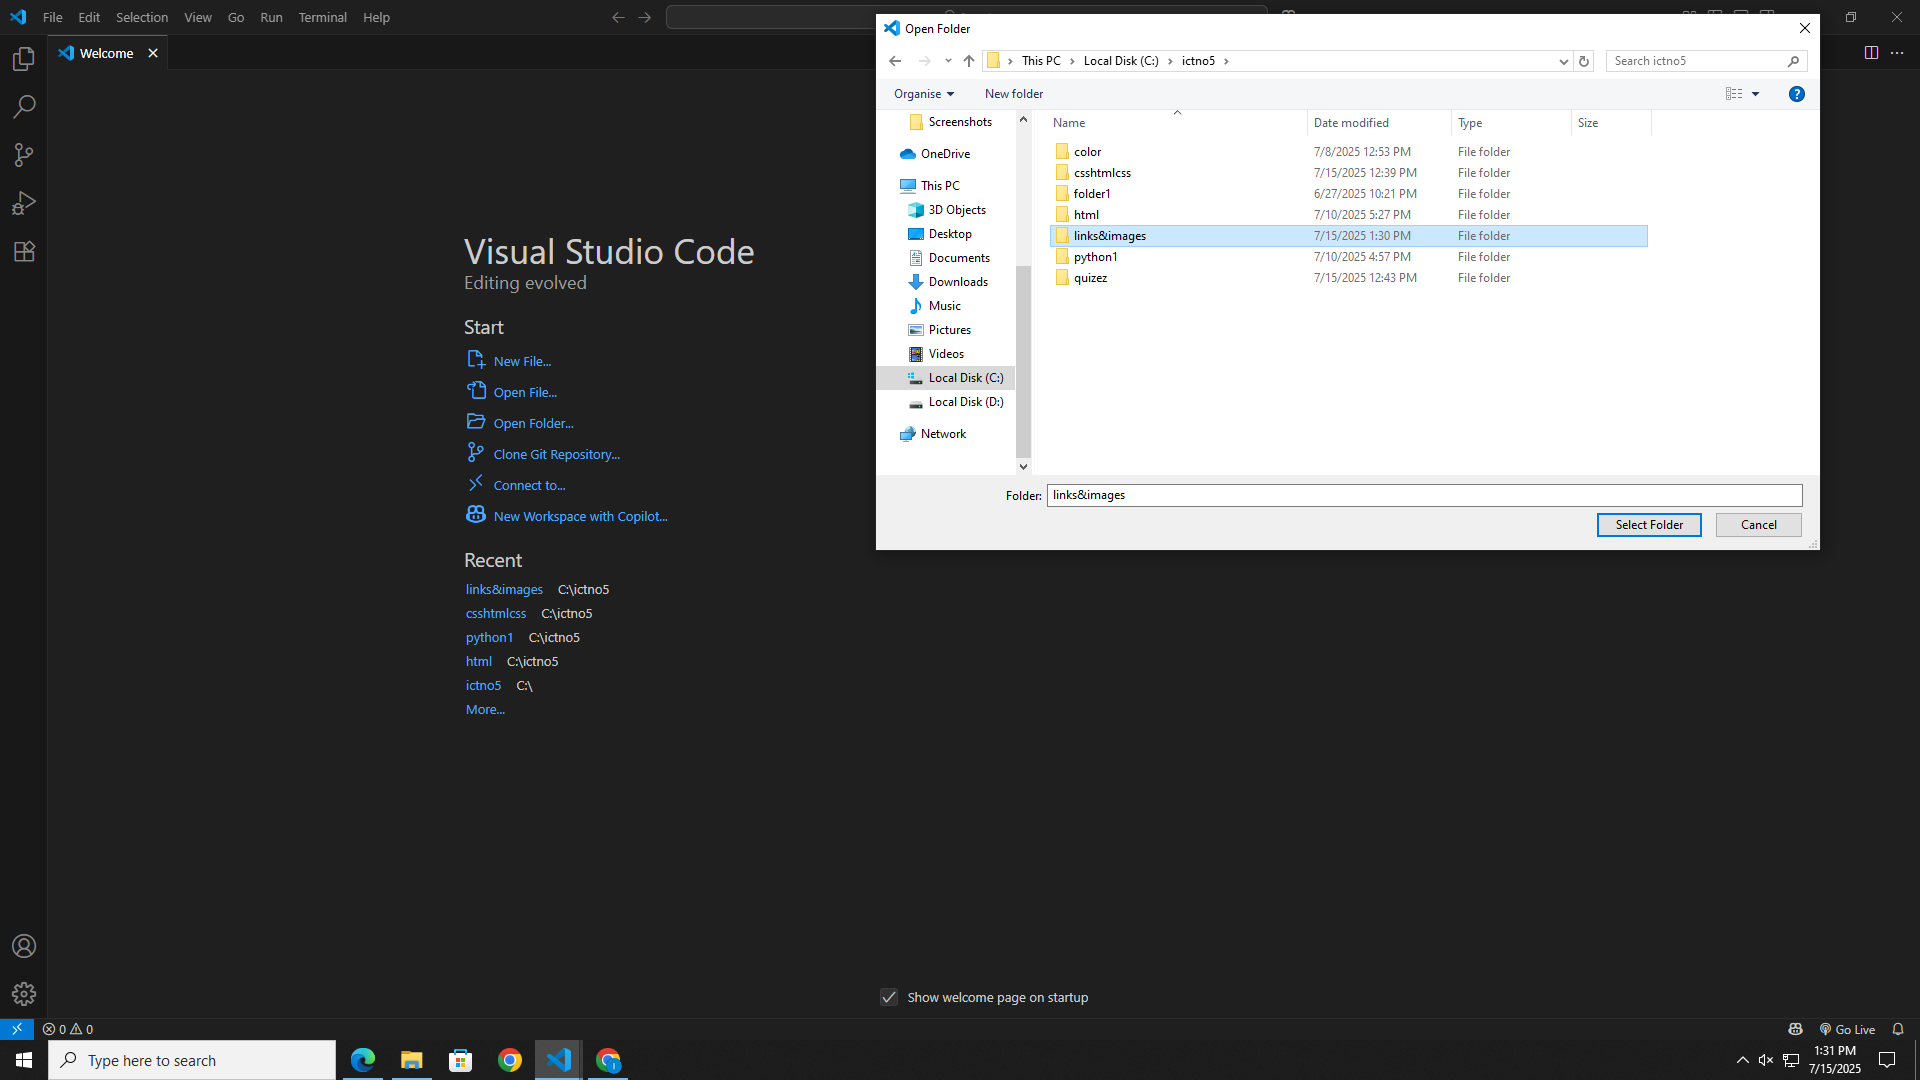 File Edit Selection View Go Run Terminal Help
Welcome
Visual Studio Code
Editing evolved
Start
New File...
Open File...
Open Folder...
Clone Git Repository...
Connect to...
New Workspace with Copilot...
Recent
links&images C:\ictno5
csshtmlcss C:\ictno5
python1 C:\ictno5
html C:\ictno5
ictno5 C:\
More...
Show welcome page on startup
Open Folder
This PC Local Disk (C:) ictno5
Search ictno5
Organise New folder
Screenshots
OneDrive
This PC
3D Objects
Desktop
Documents
Downloads
Music
Pictures
Videos
Local Disk (C:)
Local Disk (D:)
Network
Name Date modified Type Size
color 7/8/2025 12:53 PM File folder
csshtmlcss 7/15/2025 12:39 PM File folder
folder1 6/27/2025 10:21 PM File folder
html 7/10/2025 5:27 PM File folder
links&images 7/15/2025 1:30 PM File folder
python1 7/10/2025 4:57 PM File folder
quizez 7/15/2025 12:43 PM File folder
Folder: links&images
Select Folder Cancel
0 0
Go Live
Type here to search
1:31 PM
7/15/2025